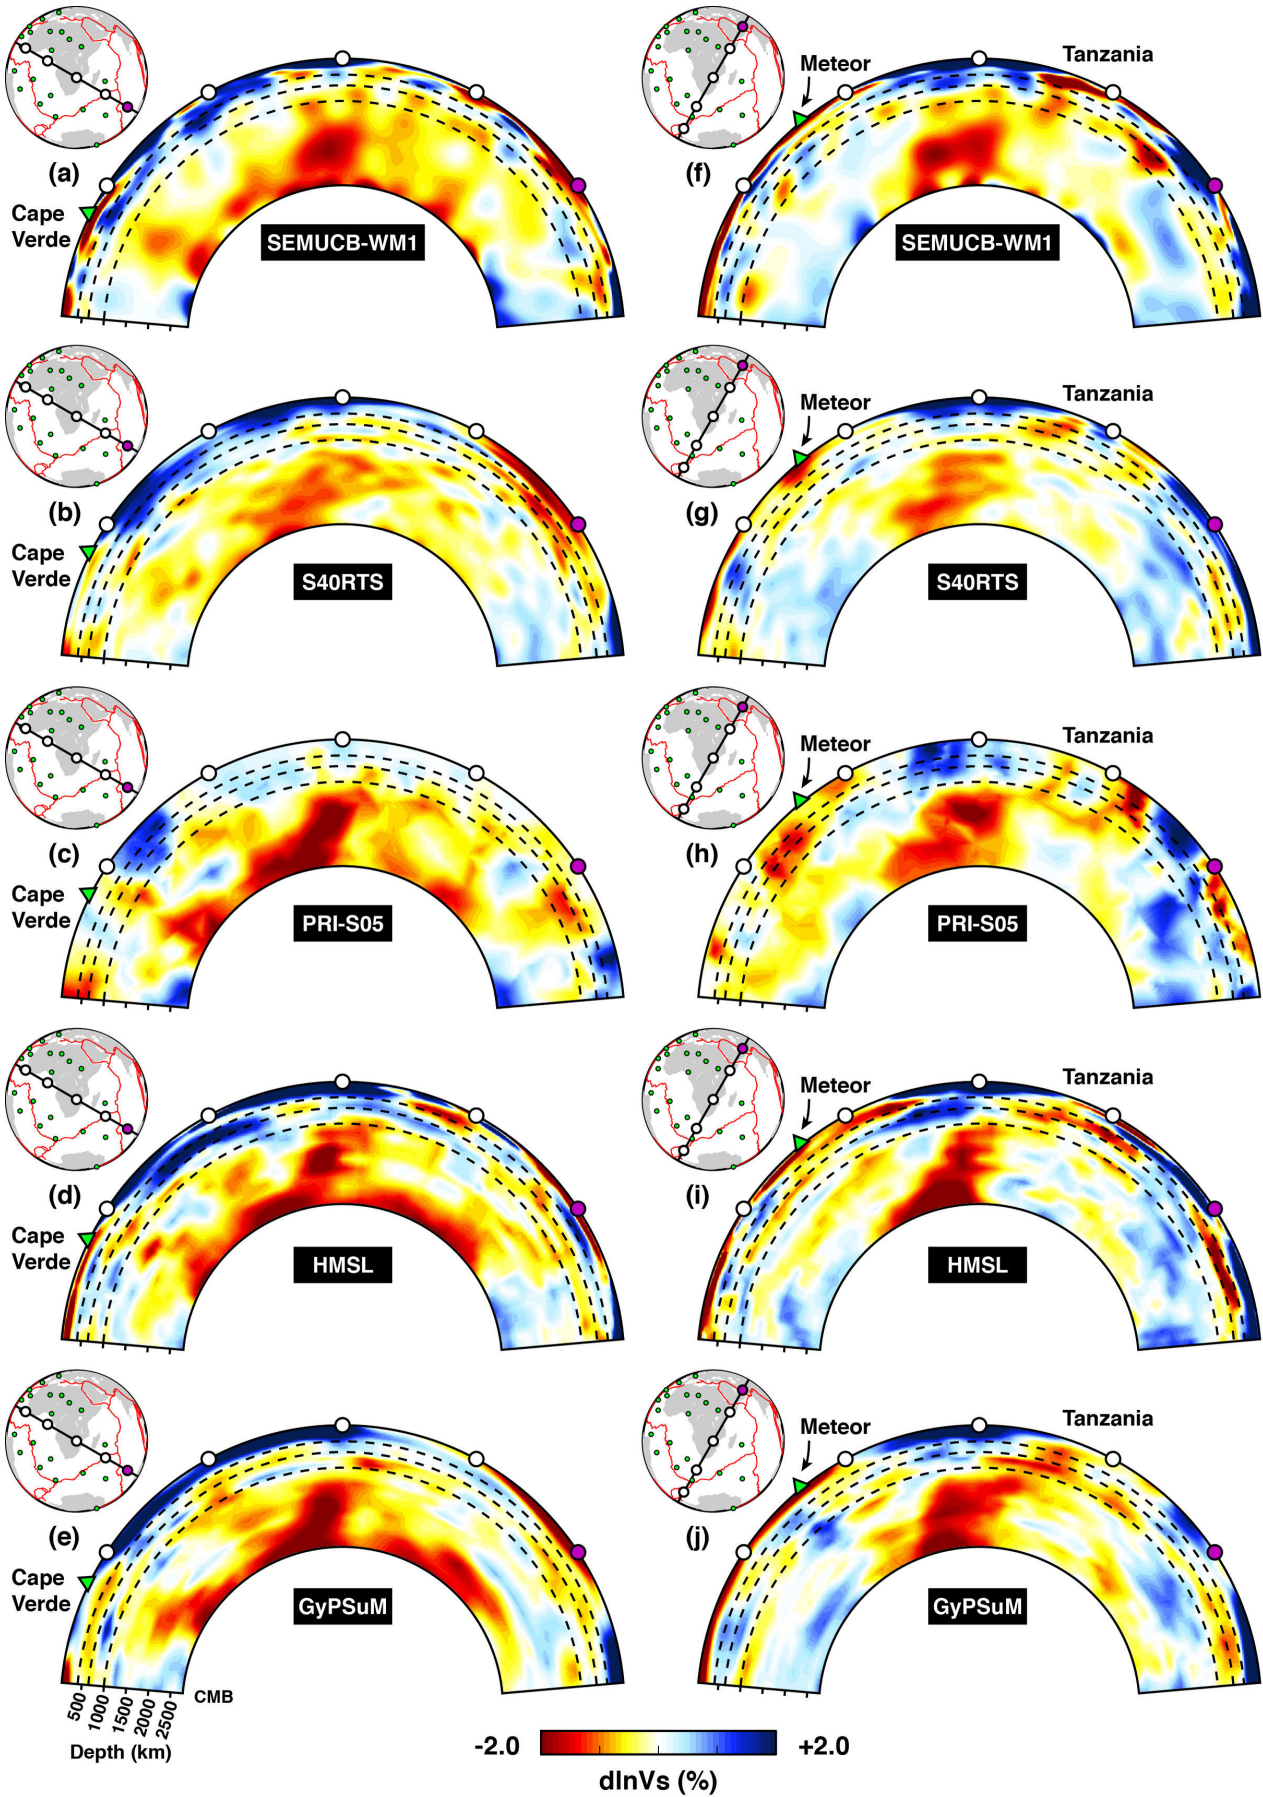 Meteor
Tanzania
(a)
Cape
Verde
SEMUCB-WM1
(f)
SEMUCB-WM1
Meteor
Tanzania
(b)
Cape
Verde
S40RTS
(g)
S40RTS
Meteor
Tanzania
(c)
Cape
Verde
PRI-S05
(h)
PRI-S05
Meteor
Tanzania
(d)
Cape
Verde
HMSL
(i)
HMSL
Meteor
Tanzania
(e)
Cape
Verde
GyPSuM
(j)
GyPSuM
500
1000
1500
2000
2500
CMB
Depth (km)
-2.0
+2.0
dlnVs (%)